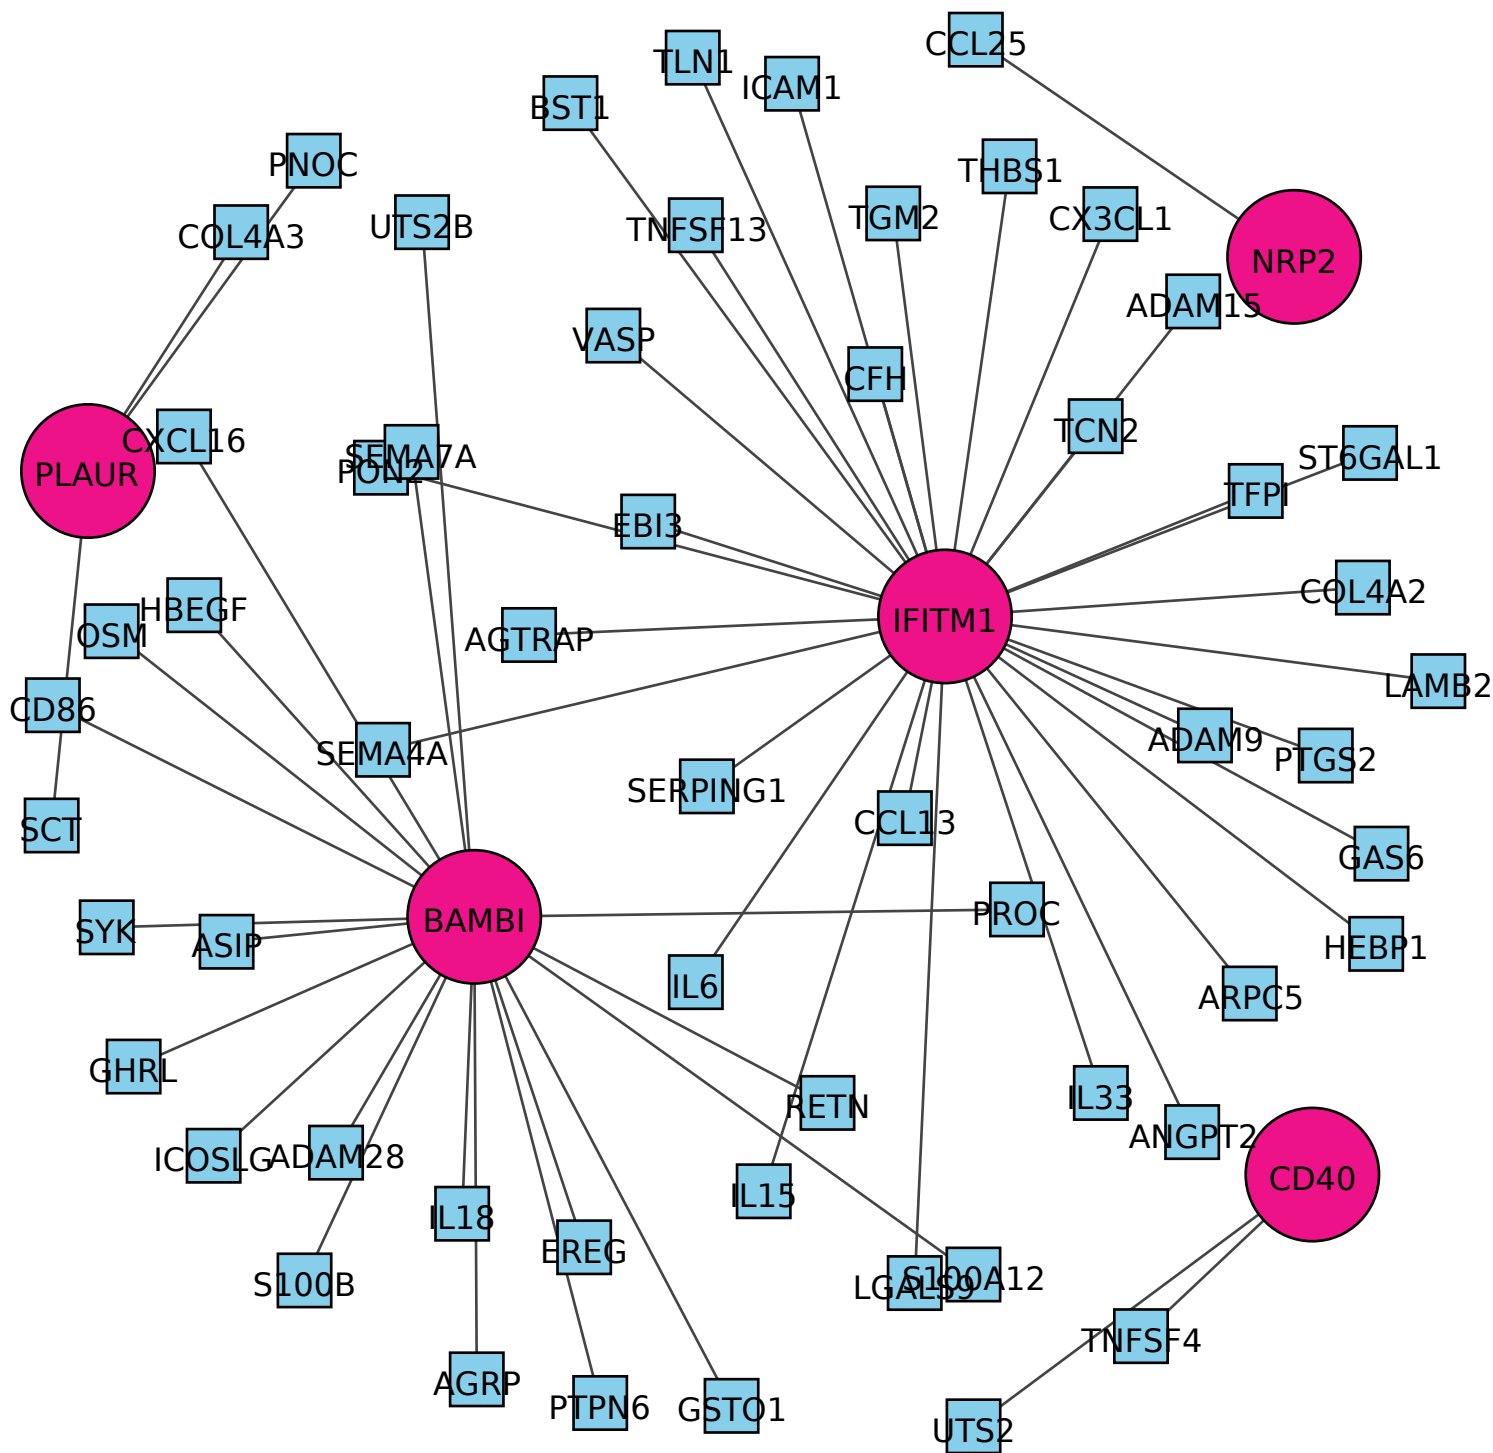 CCL25
TLN1
ICAM1
BST1
PNOC
THBS1
UTS2B
TNFSF13
TGM2
CX3CL1
COL4A3
NRP2
ADAM15
VASP
CFH
CXCL16
TCN2
SEMA7A
ST6GAL1
PLAUR
PON2
TFPI
EBI3
COL4A2
HBEGF
OSM
AGTRAP
IFITM1
LAMB2
CD86
SEMA4A
ADAM9
PTGS2
SERPING1
CCL13
SCT
GAS6
BAMBI
PROC
SYK
ASIP
HEBP1
IL6
ARPC5
GHRL
RETN
IL33
ICOSLG
ADAM28
ANGPT2
CD40
IL15
IL18
EREG
S100B
LGALS9
S100A12
TNFSF4
AGRP
PTPN6
GSTO1
UTS2